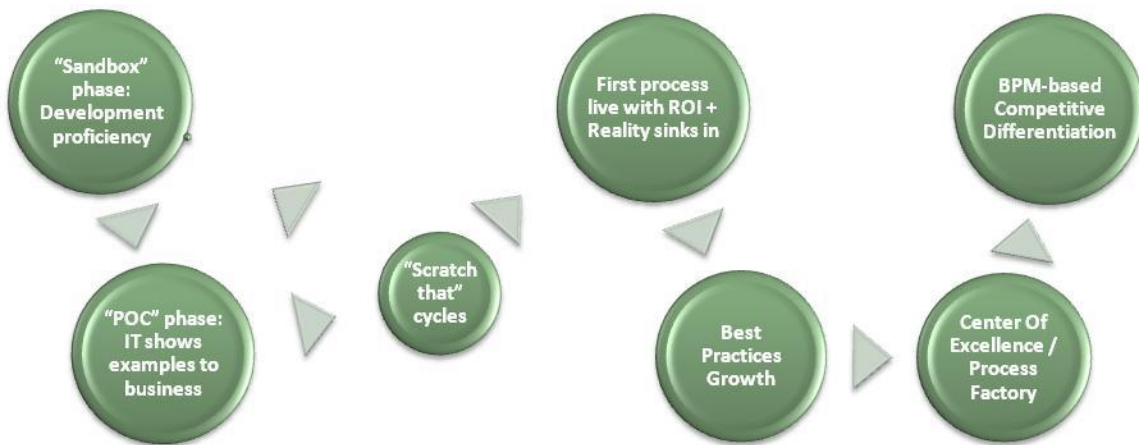 “Sandbox”
phase:
Development
proficiency
“POC” phase:
IT shows
examples to
business
“Scratch
that”
cycles
First process
live with ROI +
Reality sinks in
Best
Practices
Growth
Center Of
Excellence /
Process
Factory
BPM-based
Competitive
Differentiation